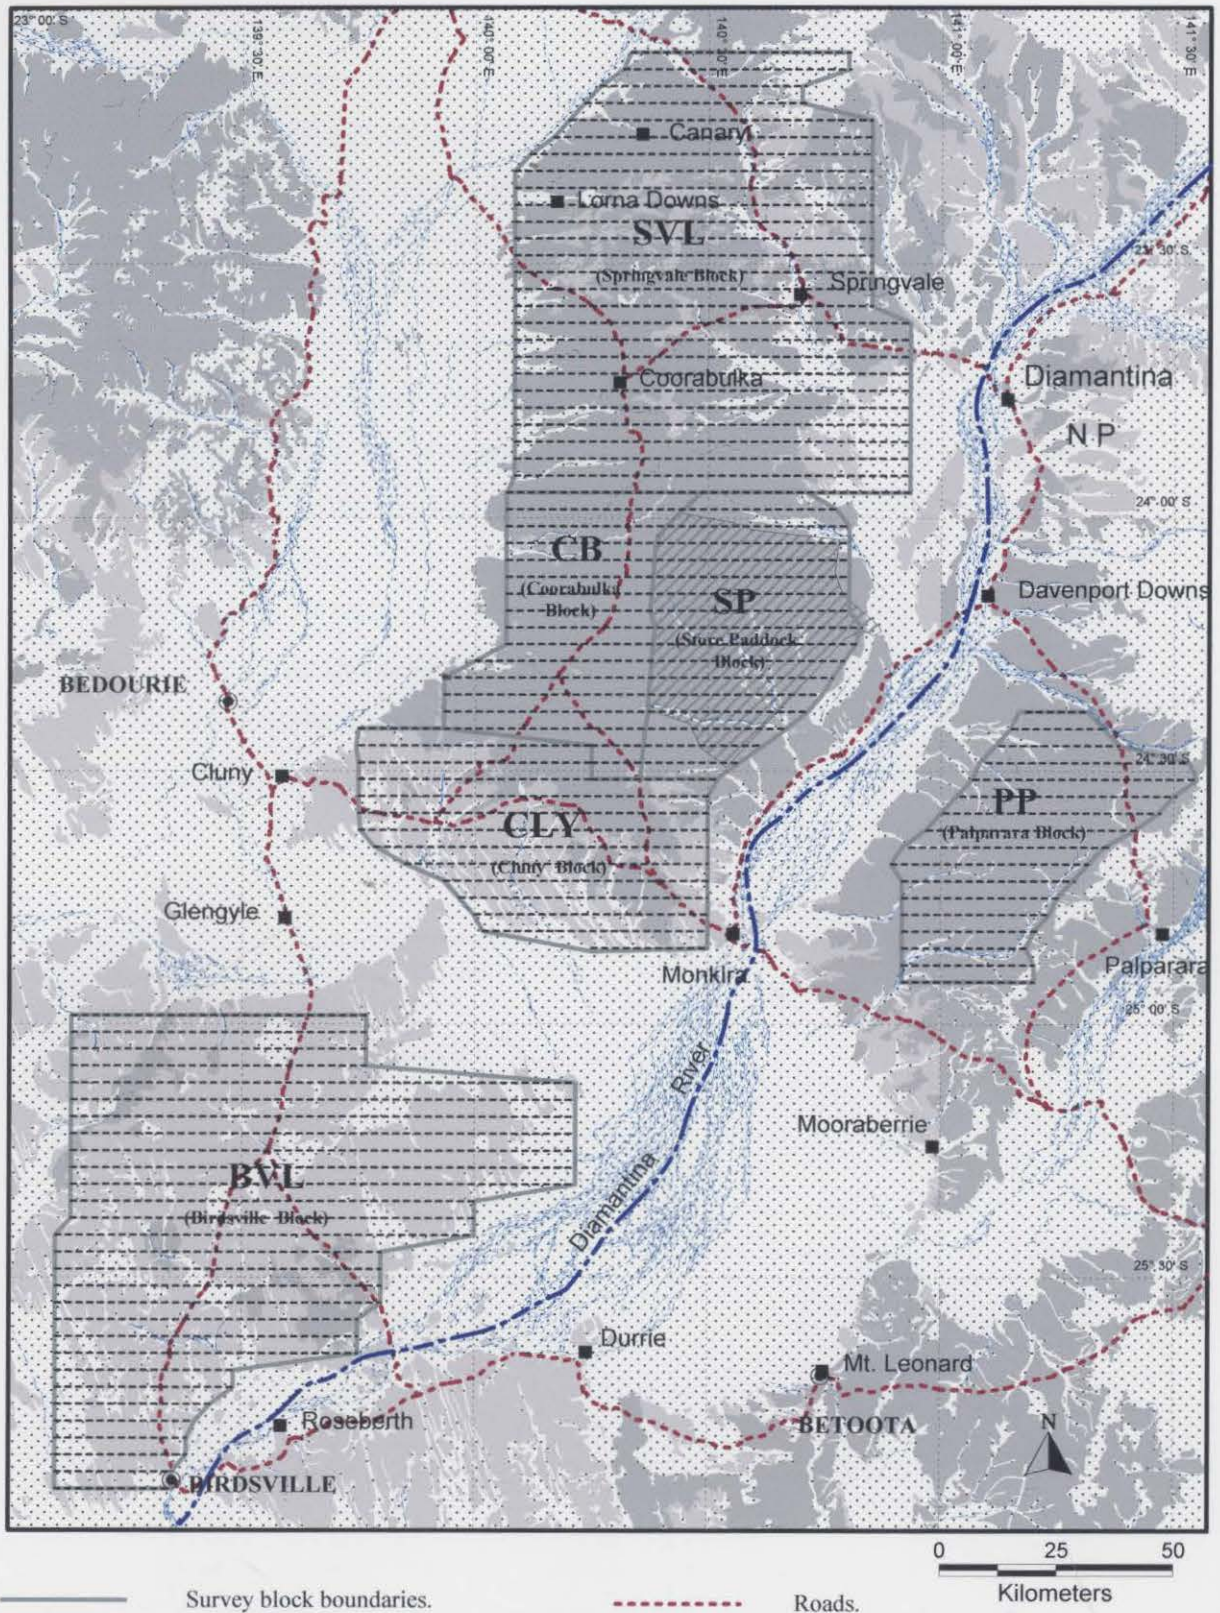 23° 00' S
139° 30' E
140° 00' E
140° 30' E
141° 00' E
141° 30' E
Canary
Lorna Downs
SVL
(Springvale Block)
23° 30' S
Springvale
Coorabulka
Diamantina
N P
24° 00' S
CB
(Coorabulka
Block)
SP
(Store Paddock
Block)
Davenport Downs
BEDOURIE
Cluny
24° 30' S
PP
(Palparara Block)
CLY
(Cluny Block)
Glengyle
Monkira
Palparara
25° 00' S
River
Diamantina
Mooraberrie
BVL
(Birdsville Block)
25° 30' S
Durrie
Mt. Leonard
Roseberth
BETOOTA
N
BIRDSVILLE
0 25 50
Kilometers
Survey block boundaries.
Roads.